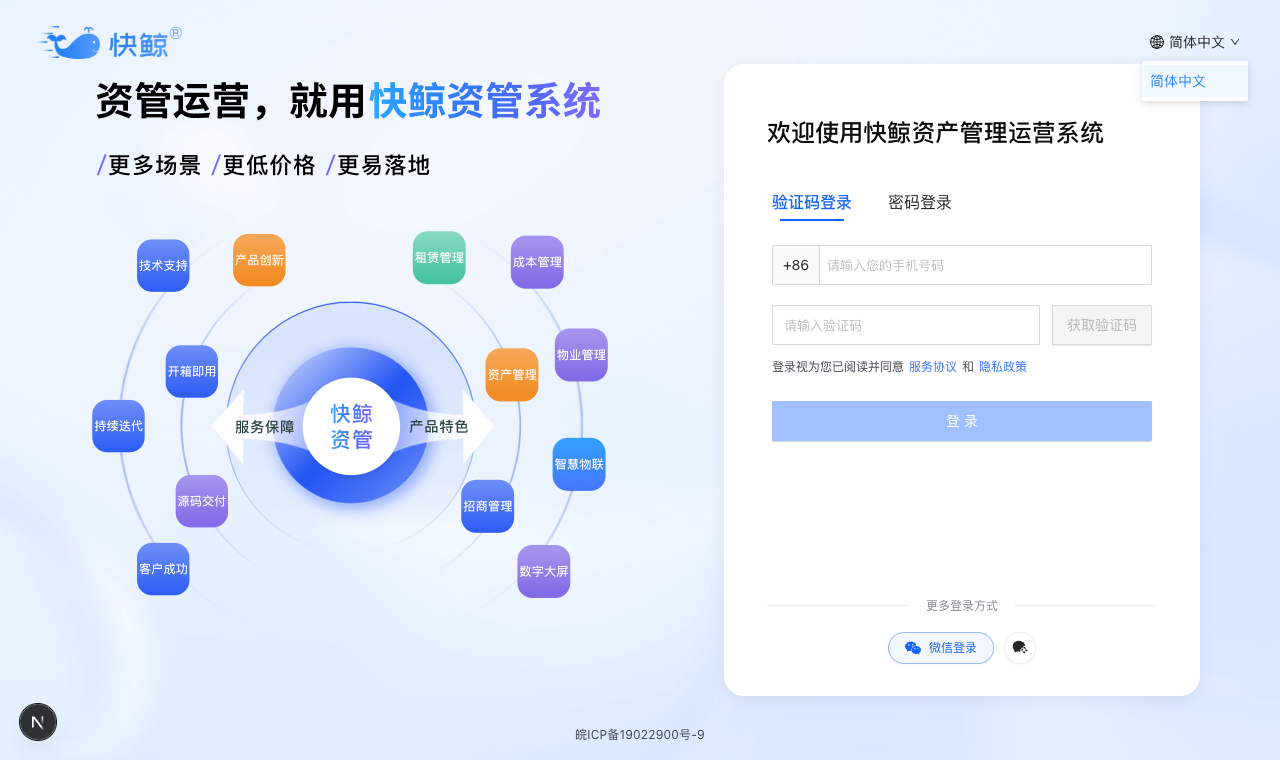 快鲸®
简体中文
简体中文
资管运营，就用快鲸资管系统
/更多场景 /更低价格 /更易落地
技术支持
产品创新
租赁管理
成本管理
开箱即用
物业管理
资产管理
持续迭代
服务保障
快鲸
资管
产品特色
智慧物联
源码交付
招商管理
客户成功
数字大屏
欢迎使用快鲸资产管理运营系统
验证码登录 密码登录
+86 请输入您的手机号码
请输入验证码 获取验证码
登录视为您已阅读并同意 服务协议 和 隐私政策
登 录
更多登录方式
微信登录
N
皖ICP备19022900号-9